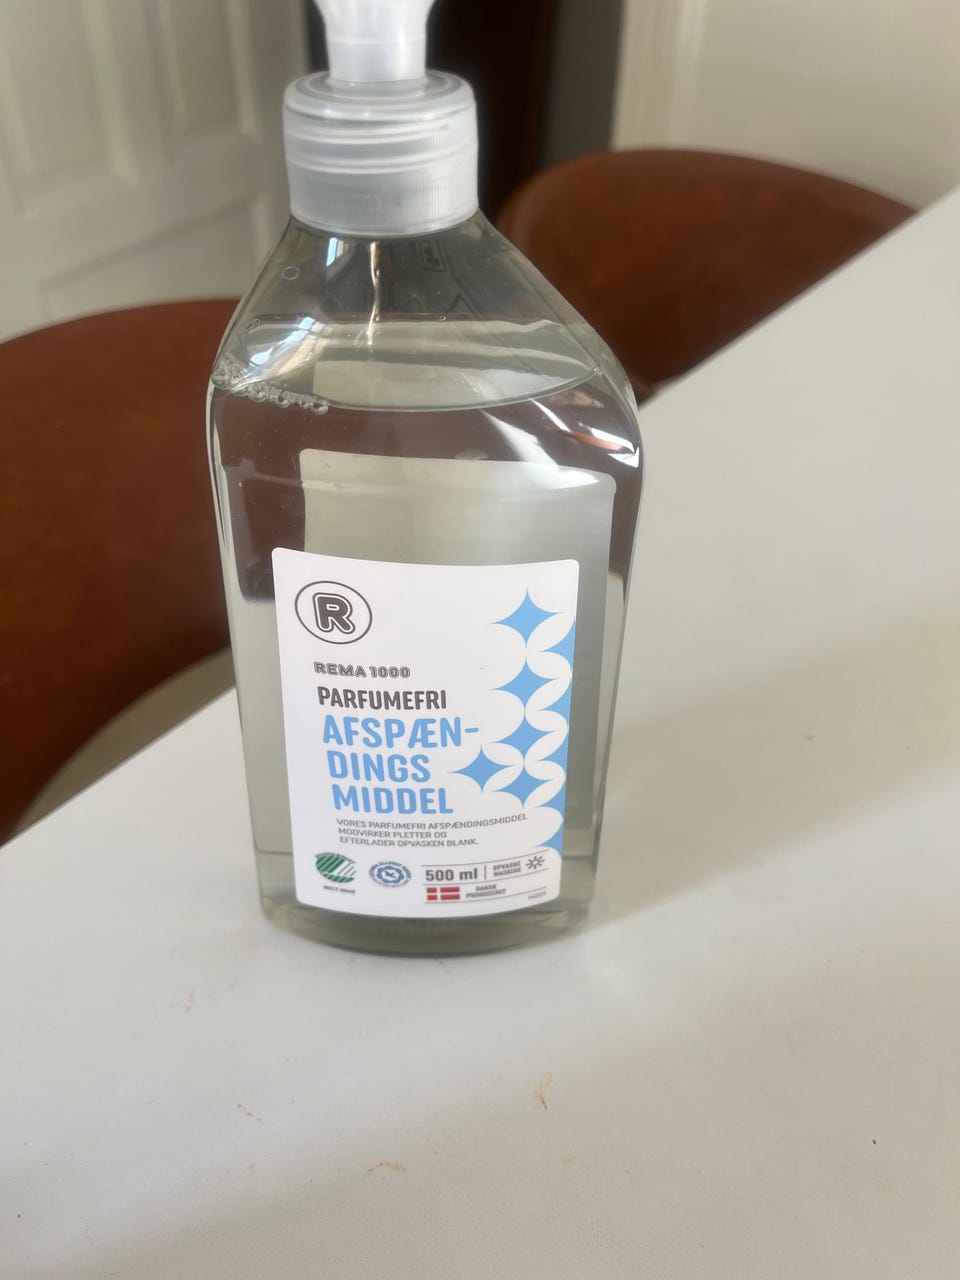 R
REMA 1000
PARFUMEFRI
AFSPÆN-
DINGS
MIDDEL
VORES PARFUMEFRI AFSPÆNDINGSMIDDEL
MODVIRKER PLETTER OG
EFTERLADER OPVASKEN BLANK.
500 ml
OPVASKE
MASKINE
DANSK
PRODUCERET